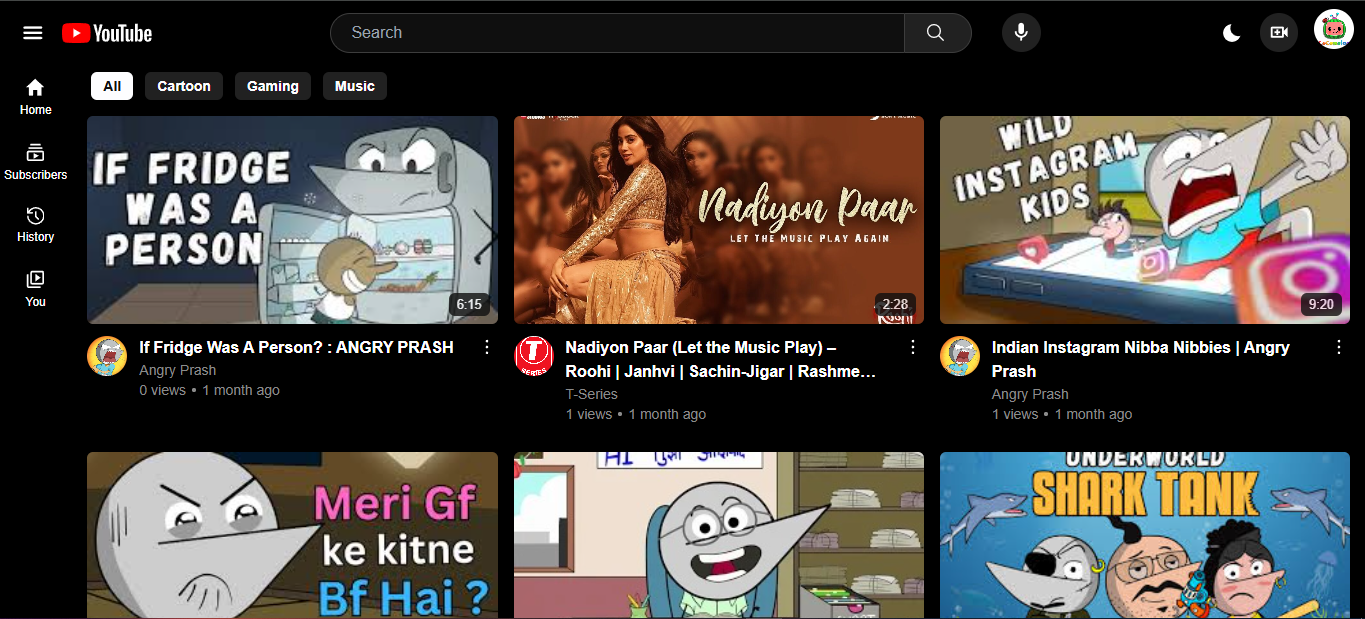 YouTube
Search
All
Cartoon
Gaming
Music
Home
Subscribers
History
You
IF FRIDGE
WAS A
PERSON
6:15
Nadiyon Paar
LET THE MUSIC PLAY AGAIN
2:28
WILD
INSTAGRAM
KIDS
9:20
If Fridge Was A Person? : ANGRY PRASH
Angry Prash
0 views • 1 month ago
T
SERIES
Nadiyon Paar (Let the Music Play) –
Roohi | Janhvi | Sachin-Jigar | Rashme…
T-Series
1 views • 1 month ago
Indian Instagram Nibba Nibbies | Angry
Prash
Angry Prash
1 views • 1 month ago
Meri Gf
ke kitne
Bf Hai ?
UNDERWORLD
SHARK TANK